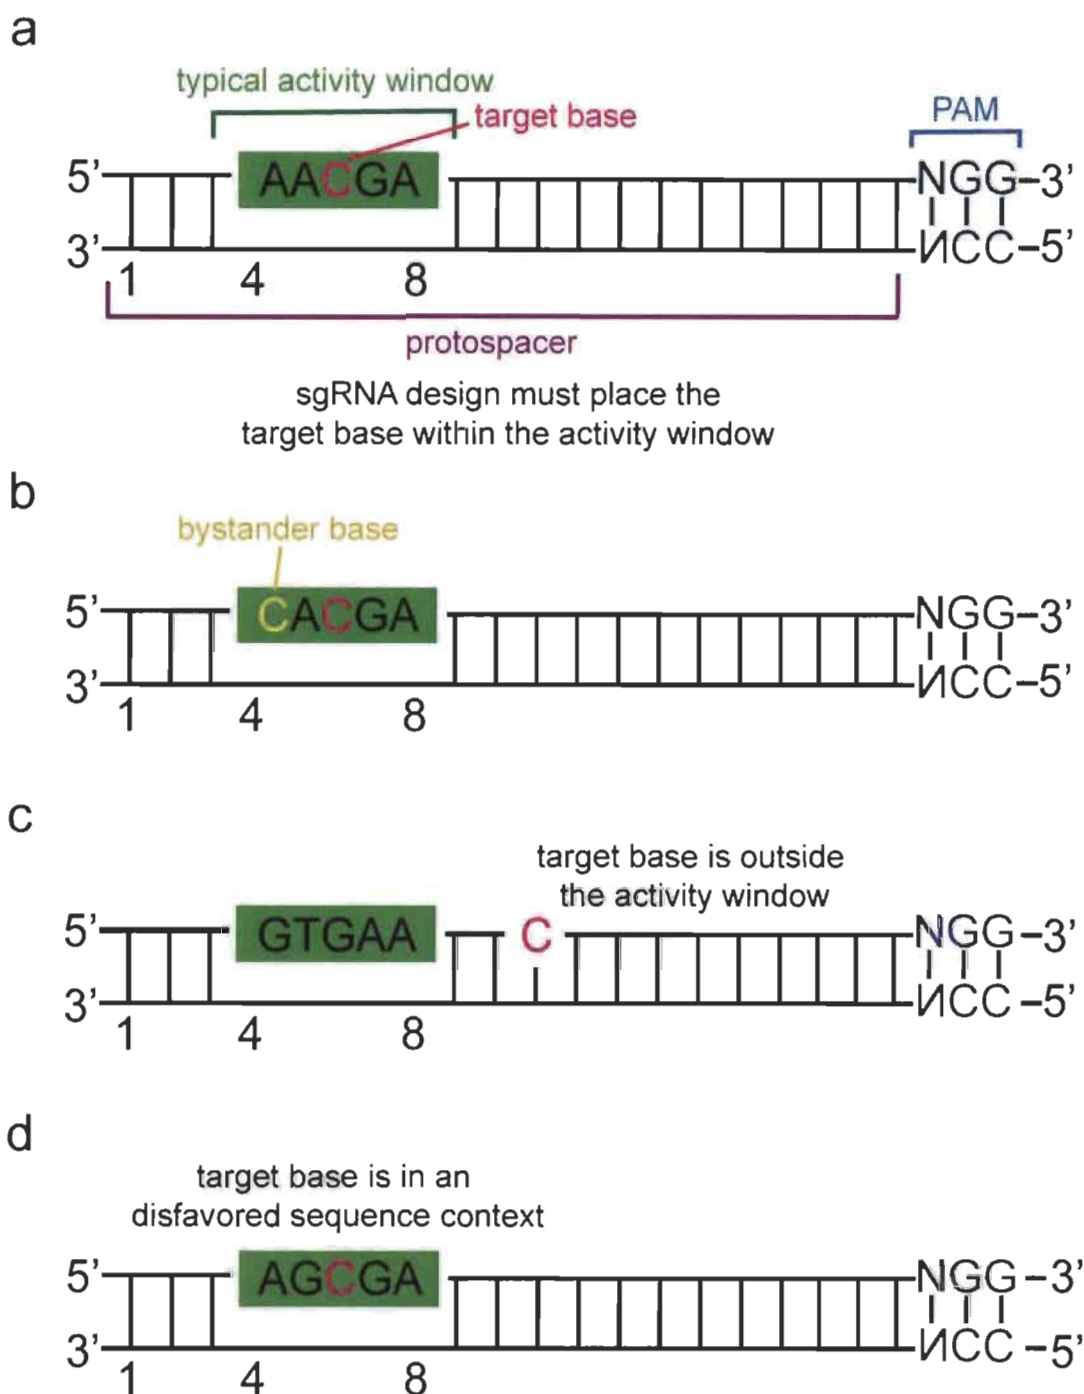 a
typical activity window
target base
PAM
5’ AACGA NGG–3’
3’ ИCC–5’
1 4 8
protospacer
sgRNA design must place the
target base within the activity window
b
bystander base
5’ CACGA NGG–3’
3’ ИCC–5’
1 4 8
c
target base is outside
the activity window
5’ GTGAA C NGG–3’
3’ ИCC–5’
1 4 8
d
target base is in an
disfavored sequence context
5’ AGCGA NGG–3’
3’ ИCC–5’
1 4 8